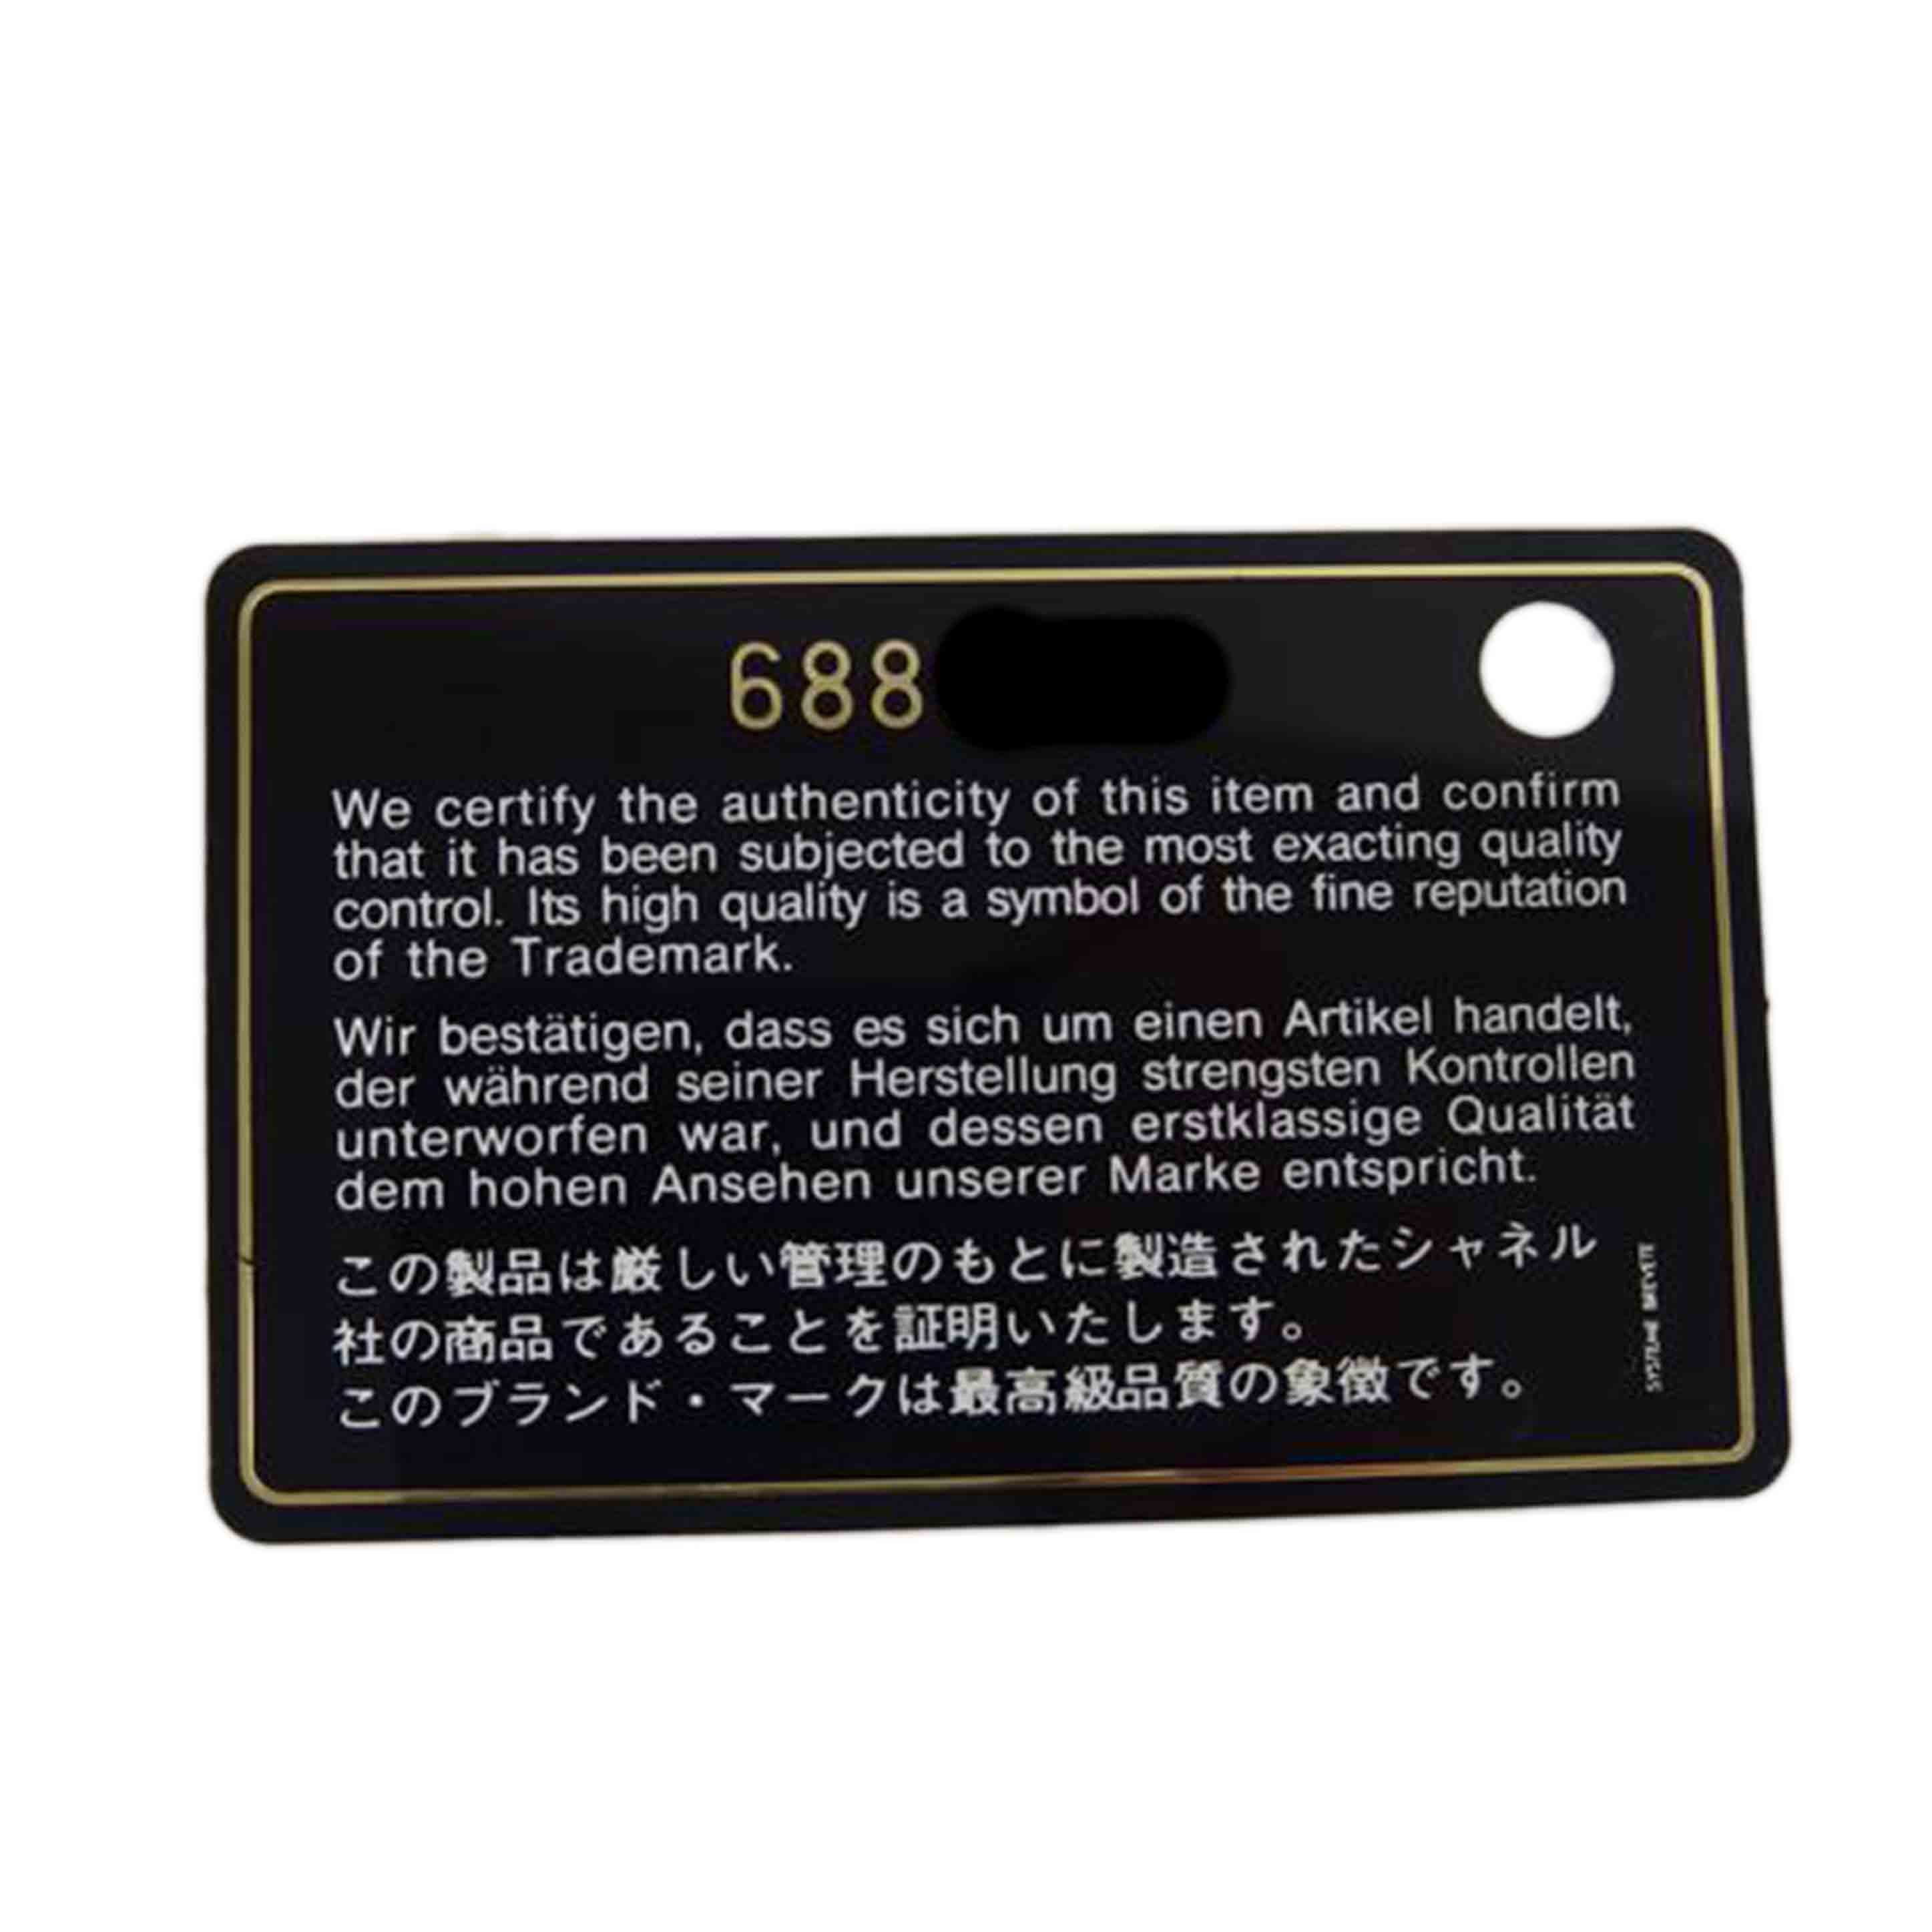 688
We certify the authenticity of this item and confirm
that it has been subjected to the most exacting quality
control. Its high quality is a symbol of the fine reputation
of the Trademark.
Wir bestätigen, dass es sich um einen Artikel handelt,
der während seiner Herstellung strengsten Kontrollen
unterworfen war, und dessen erstklassige Qualität
dem hohen Ansehen unserer Marke entspricht.
この製品は厳しい管理のもとに製造されたシャネル
社の商品であることを証明いたします。
このブランド・マークは最高級品質の象徴です。
SYSTEME BREVETE